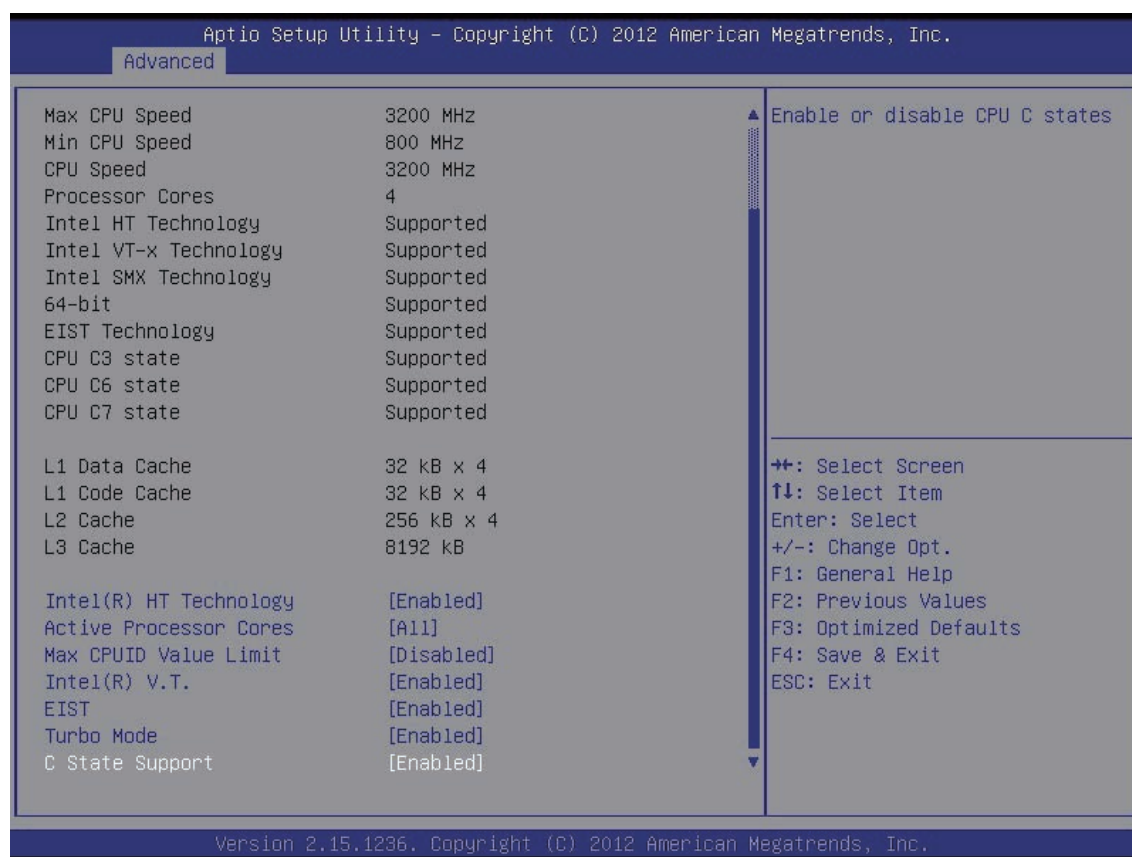 Aptio Setup Utility – Copyright (C) 2012 American Megatrends, Inc.
Advanced
Max CPU Speed 3200 MHz
Min CPU Speed 800 MHz
CPU Speed 3200 MHz
Processor Cores 4
Intel HT Technology Supported
Intel VT-x Technology Supported
Intel SMX Technology Supported
64-bit Supported
EIST Technology Supported
CPU C3 state Supported
CPU C6 state Supported
CPU C7 state Supported
L1 Data Cache 32 kB x 4
L1 Code Cache 32 kB x 4
L2 Cache 256 kB x 4
L3 Cache 8192 kB
Intel(R) HT Technology [Enabled]
Active Processor Cores [All]
Max CPUID Value Limit [Disabled]
Intel(R) V.T. [Enabled]
EIST [Enabled]
Turbo Mode [Enabled]
C State Support [Enabled]
Enable or disable CPU C states
→←: Select Screen
↑↓: Select Item
Enter: Select
+/-: Change Opt.
F1: General Help
F2: Previous Values
F3: Optimized Defaults
F4: Save & Exit
ESC: Exit
Version 2.15.1236. Copyright (C) 2012 American Megatrends, Inc.